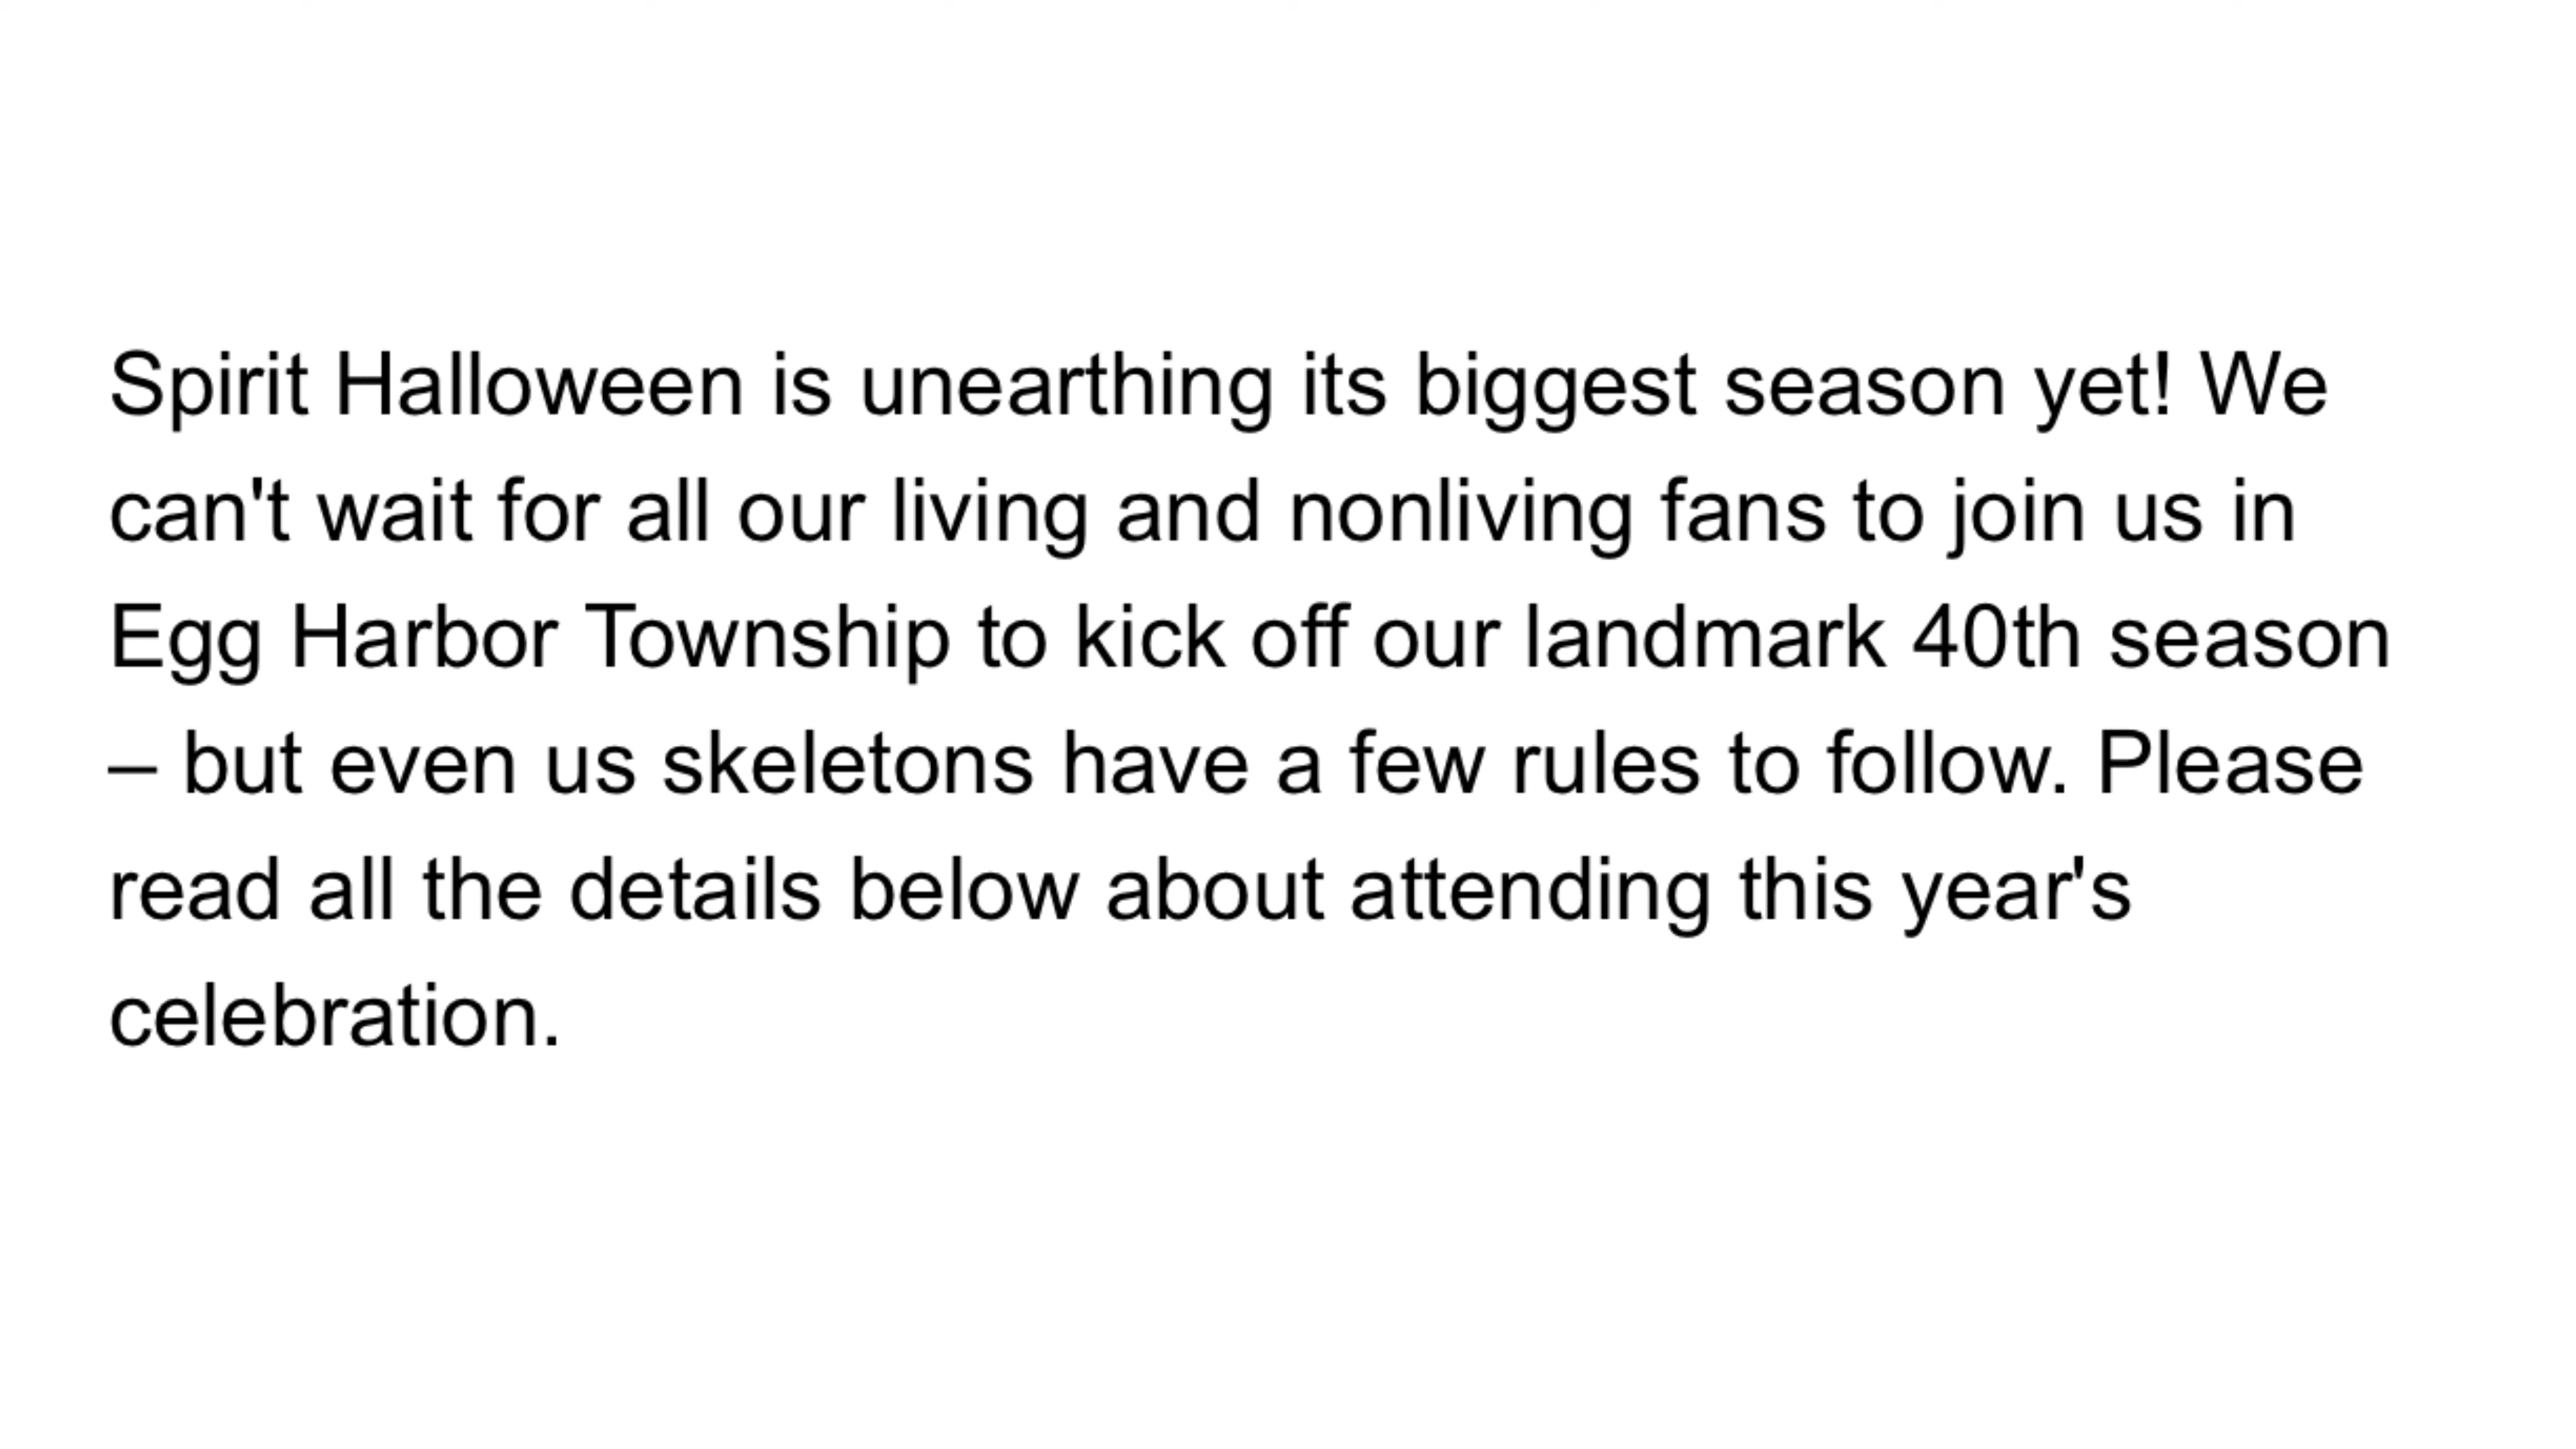 Spirit Halloween is unearthing its biggest season yet! We
can't wait for all our living and nonliving fans to join us in
Egg Harbor Township to kick off our landmark 40th season
– but even us skeletons have a few rules to follow. Please
read all the details below about attending this year's
celebration.